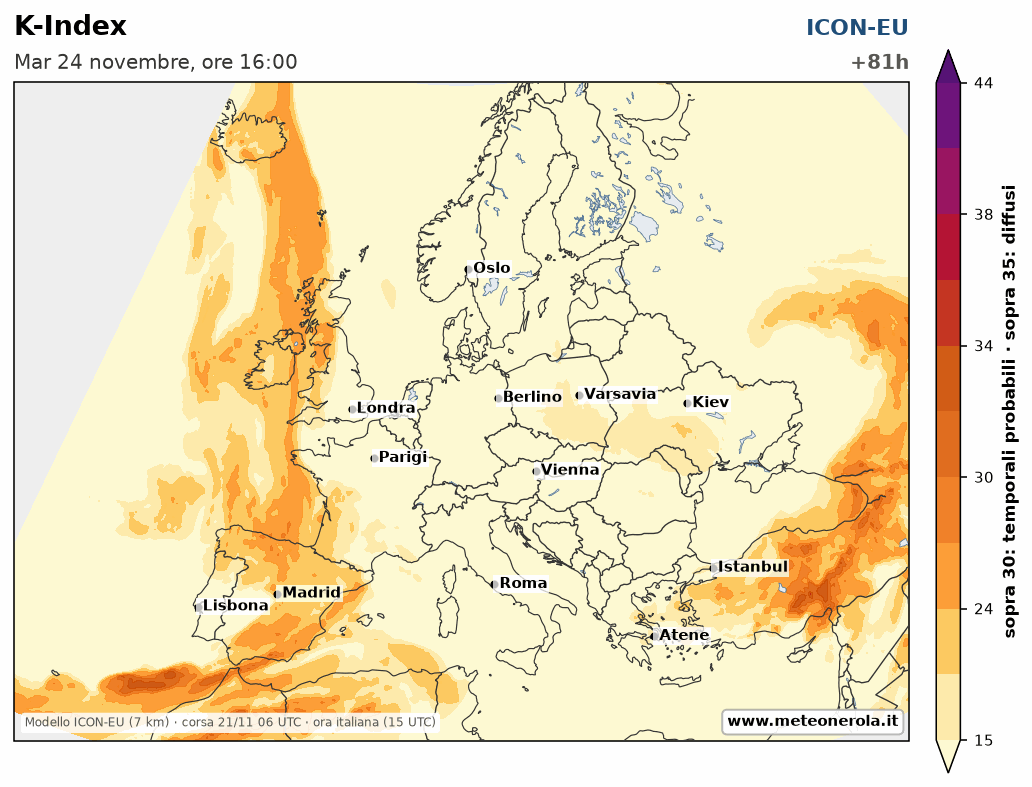 K-Index
ICON-EU
Mar 24 novembre, ore 16:00
+81h
44
38
34
30
24
15
sopra 30: temporali probabili · sopra 35: diffusi
Oslo
Londra
Berlino
Varsavia
Kiev
Parigi
Vienna
Istanbul
Roma
Madrid
Lisbona
Atene
Modello ICON-EU (7 km) · corsa 21/11 06 UTC · ora italiana (15 UTC)
www.meteonerola.it